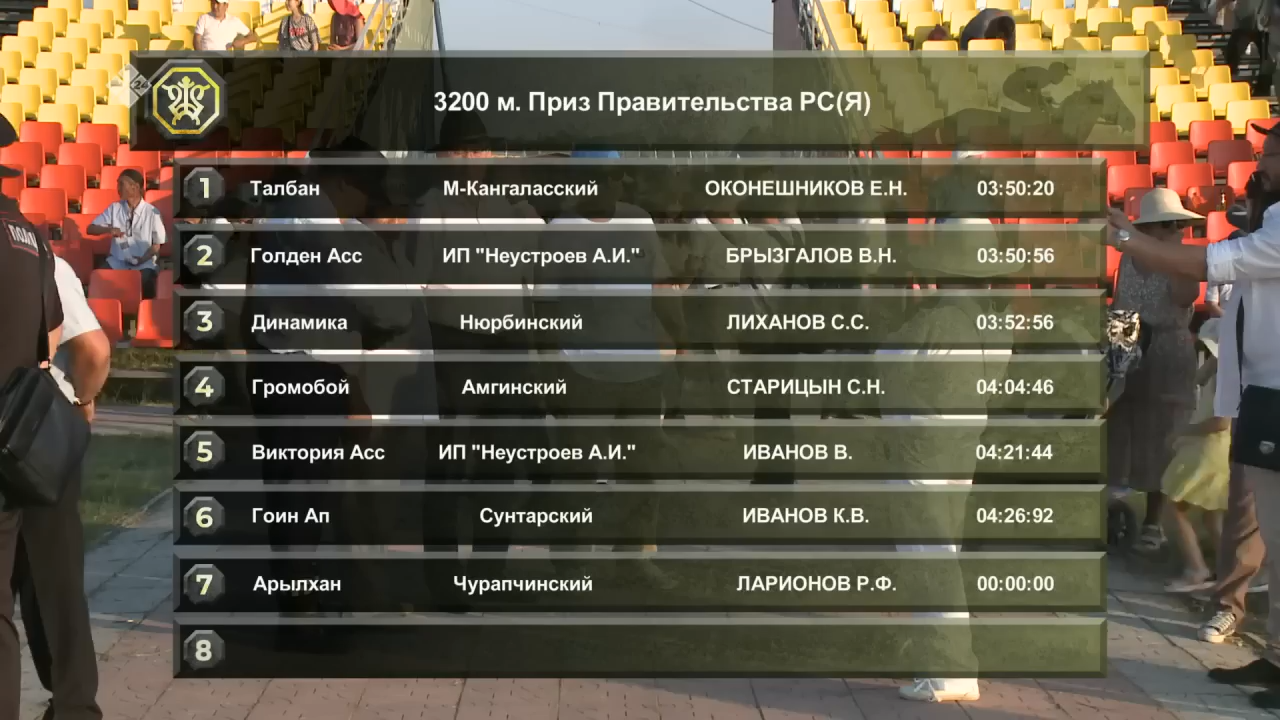 24
3200 м. Приз Правительства РС(Я)
1 Талбан М-Кангаласский ОКОНЕШНИКОВ Е.Н. 03:50:20
2 Голден Асс ИП "Неустроев А.И." БРЫЗГАЛОВ В.Н. 03:50:56
3 Динамика Нюрбинский ЛИХАНОВ С.С. 03:52:56
4 Громобой Амгинский СТАРИЦЫН С.Н. 04:04:46
5 Виктория Асс ИП "Неустроев А.И." ИВАНОВ В. 04:21:44
6 Гоин Ап Сунтарский ИВАНОВ К.В. 04:26:92
7 Арылхан Чурапчинский ЛАРИОНОВ Р.Ф. 00:00:00
8